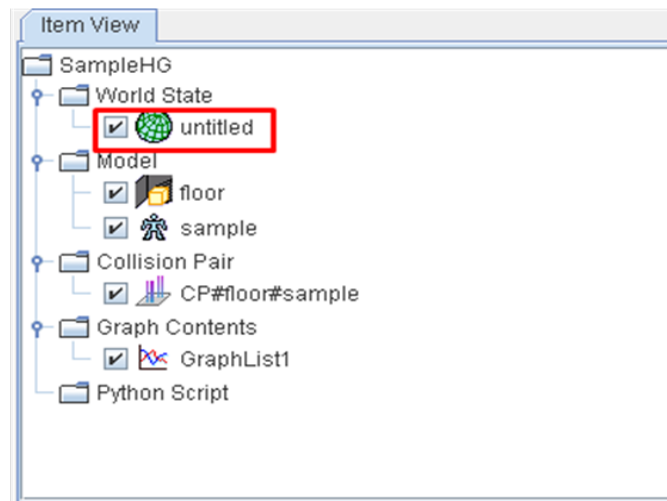 Item View
SampleHG
World State
untitled
Model
floor
sample
Collision Pair
CP#floor#sample
Graph Contents
GraphList1
Python Script